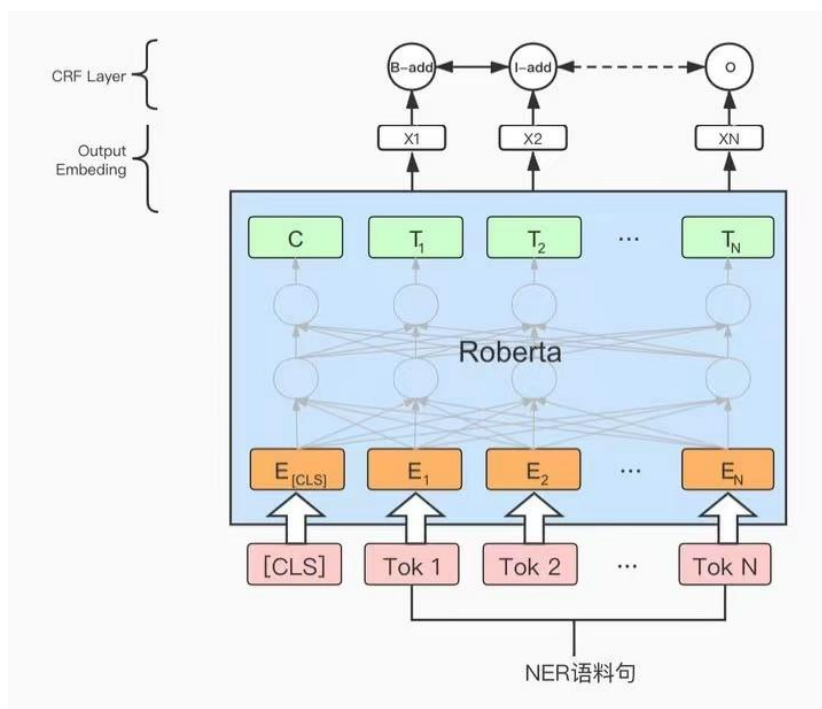 B-add I-add O
CRF Layer
X1 X2 XN
Output
Embeding
C T1 T2 ... TN
Roberta
E[CLS] E1 E2 ... EN
[CLS] Tok 1 Tok 2 ... Tok N
NER语料句